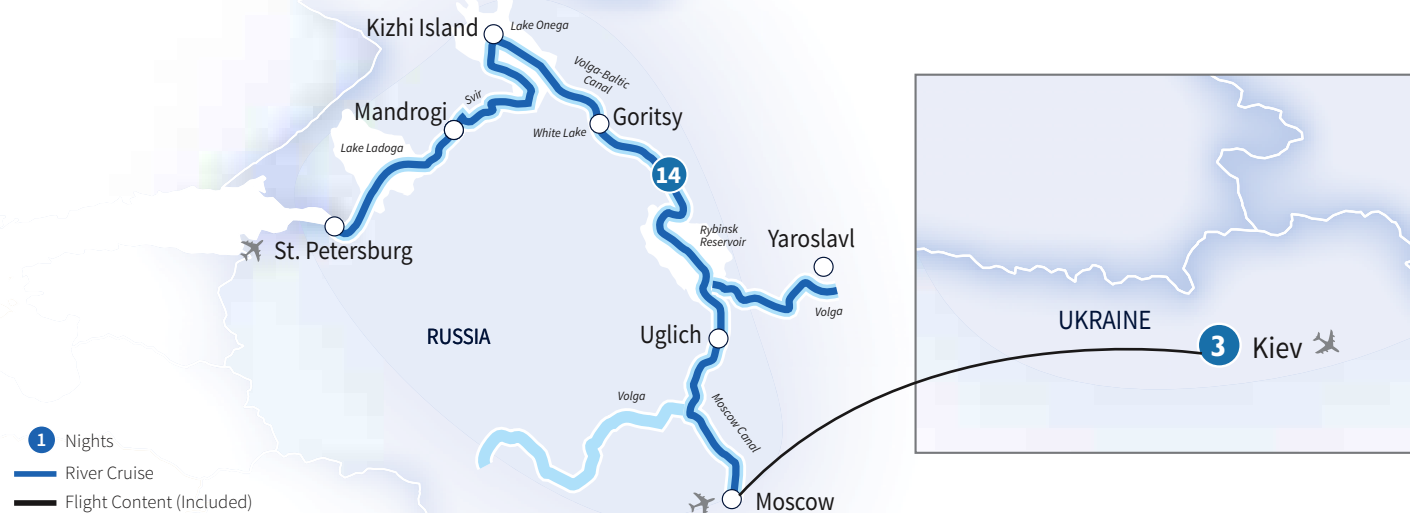 Kizhi Island
Lake Onega
Volga-Baltic
Canal
Svir
Mandrogi
Goritsy
White Lake
Lake Ladoga
14
St. Petersburg
Rybinsk
Reservoir
Yaroslavl
Volga
RUSSIA
Uglich
Volga
Moscow Canal
Moscow
UKRAINE
3
Kiev
1 Nights
River Cruise
Flight Content (Included)